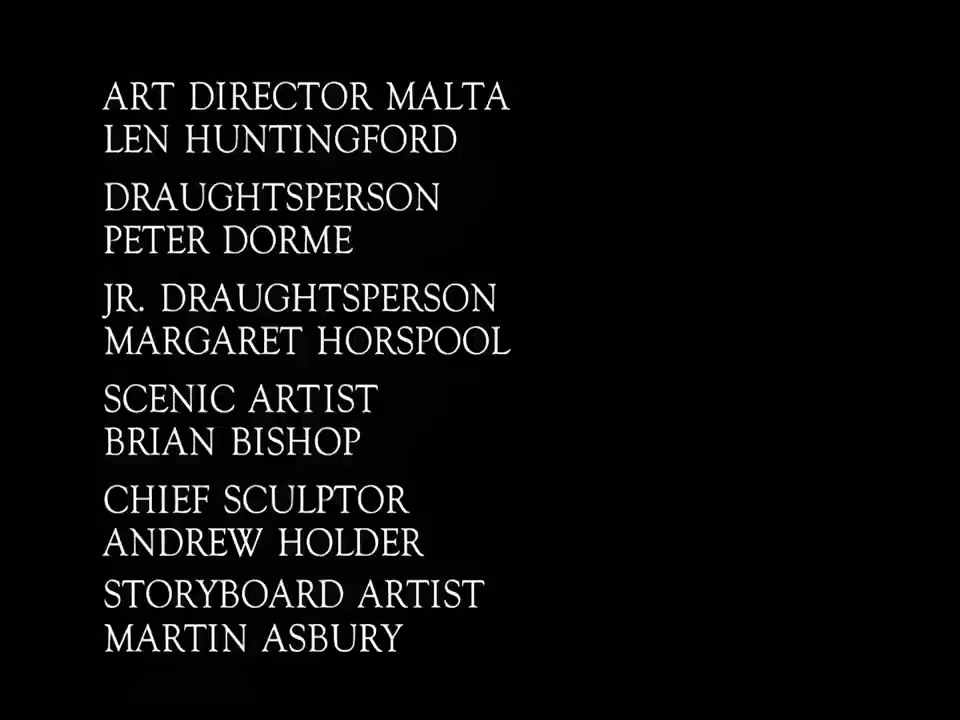 ART DIRECTOR MALTA
LEN HUNTINGFORD
DRAUGHTSPERSON
PETER DORME
JR. DRAUGHTSPERSON
MARGARET HORSPOOL
SCENIC ARTIST
BRIAN BISHOP
CHIEF SCULPTOR
ANDREW HOLDER
STORYBOARD ARTIST
MARTIN ASBURY